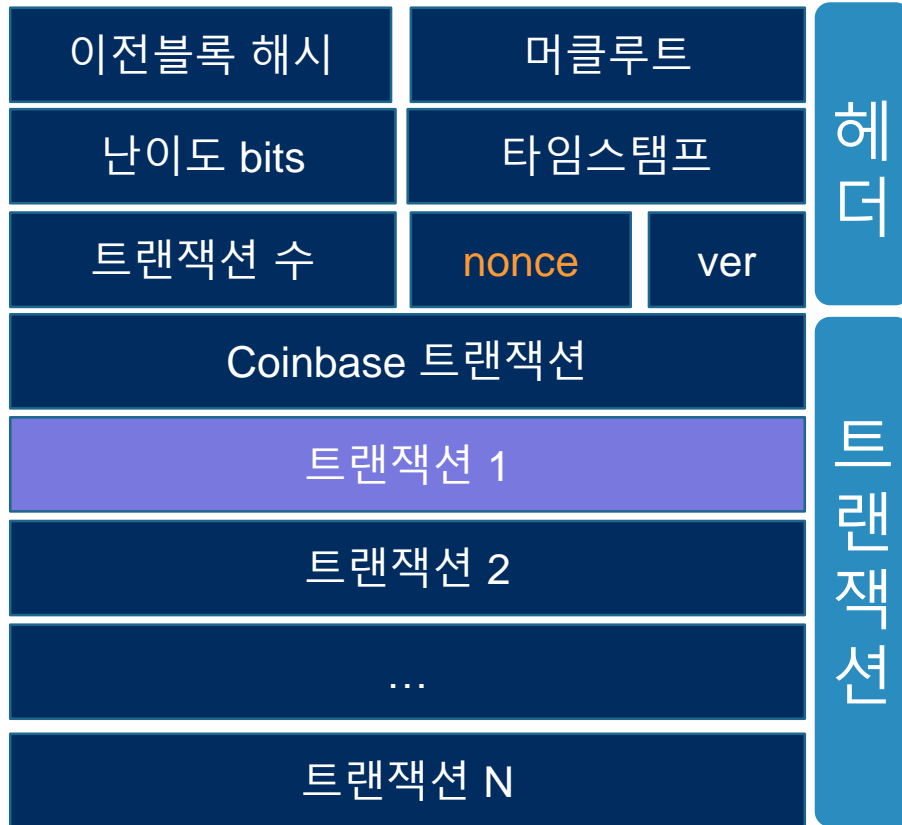 이전블록 해시
머클루트
난이도 bits
타임스탬프
트랜잭션 수
nonce
ver
헤더
Coinbase 트랜잭션
트랜잭션 1
트랜잭션 2
…
트랜잭션 N
트랜잭션